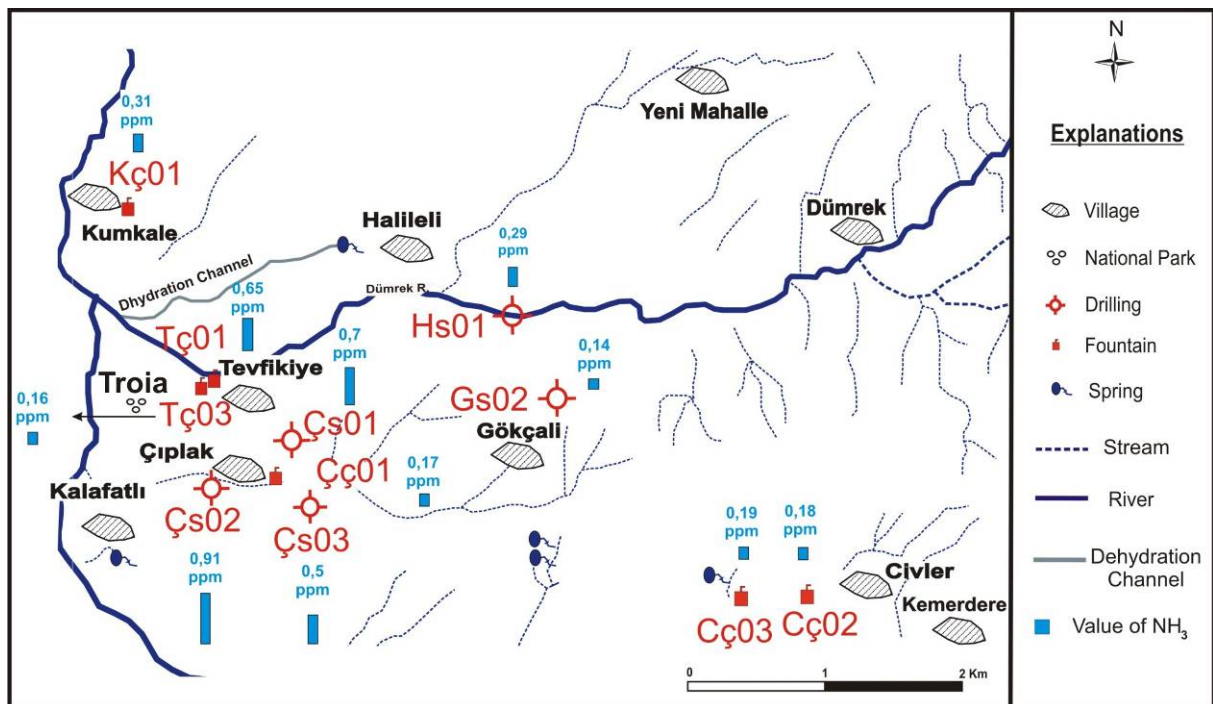 0,31
ppm
Kç01
Kumkale
Yeni Mahalle
Halileli
Dümrek
Dhydration Channel
0,29
ppm
Dümrek R.
Hs01
0,65
ppm
Tç01
Tevfikiye
0,7
ppm
0,14
ppm
Troia
Tç03
0,16
ppm
Çs01
Gs02
Gökçali
Çıplak
Cç01
0,17
ppm
Kalafatlı
Çs02
Çs03
0,91
ppm
0,5
ppm
0,19
ppm
0,18
ppm
Civler
Kemerdere
Cç03
Cç02
0
1
2 Km
N
Explanations
Village
National Park
Drilling
Fountain
Spring
Stream
River
Dehydration
Channel
Value of NH₃